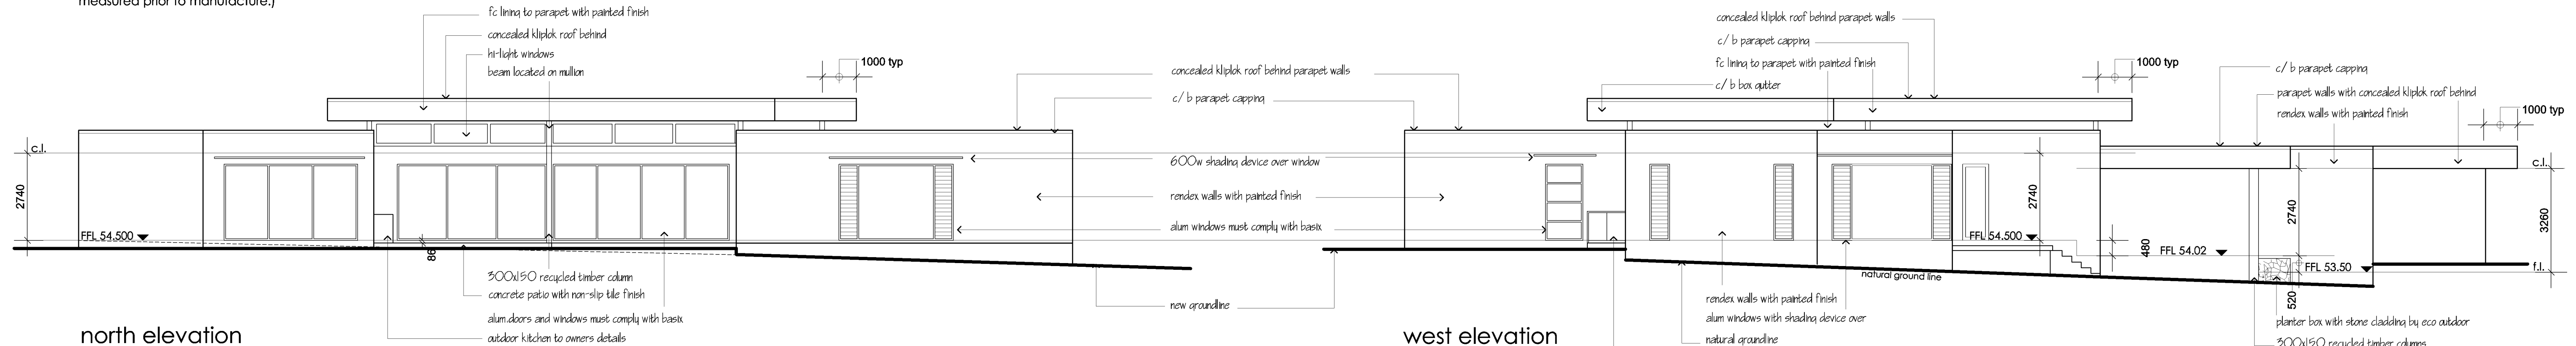 measured prior to manufacture.)
fc lining to parapet with painted finish
concealed kliplok roof behind
hi-light windows
beam located on mullion
1000 typ
c.l.
2740
FFL 54.500
86
300x150 recycled timber column
concrete patio with non-slip tile finish
alum.doors and windows must comply with basix
outdoor kitchen to owners details
north elevation
concealed kliplok roof behind parapet walls
c/b parapet capping
600w shading device over window
rendex walls with painted finish
alum windows must comply with basix
new groundline
concealed kliplok roof behind parapet walls
c/b parapet capping
fc lining to parapet with painted finish
c/b box gutter
1000 typ
c/b parapet capping
parapet walls with concealed kliplok roof behind
rendex walls with painted finish
1000 typ
2740
FFL 54.500
480
FFL 54.02
2740
FFL 53.50
520
c.l.
3260
f.l.
natural ground line
rendex walls with painted finish
alum windows with shading device over
natural groundline
planter box with stone cladding by eco outdoor
300x150 recycled timber columns
west elevation